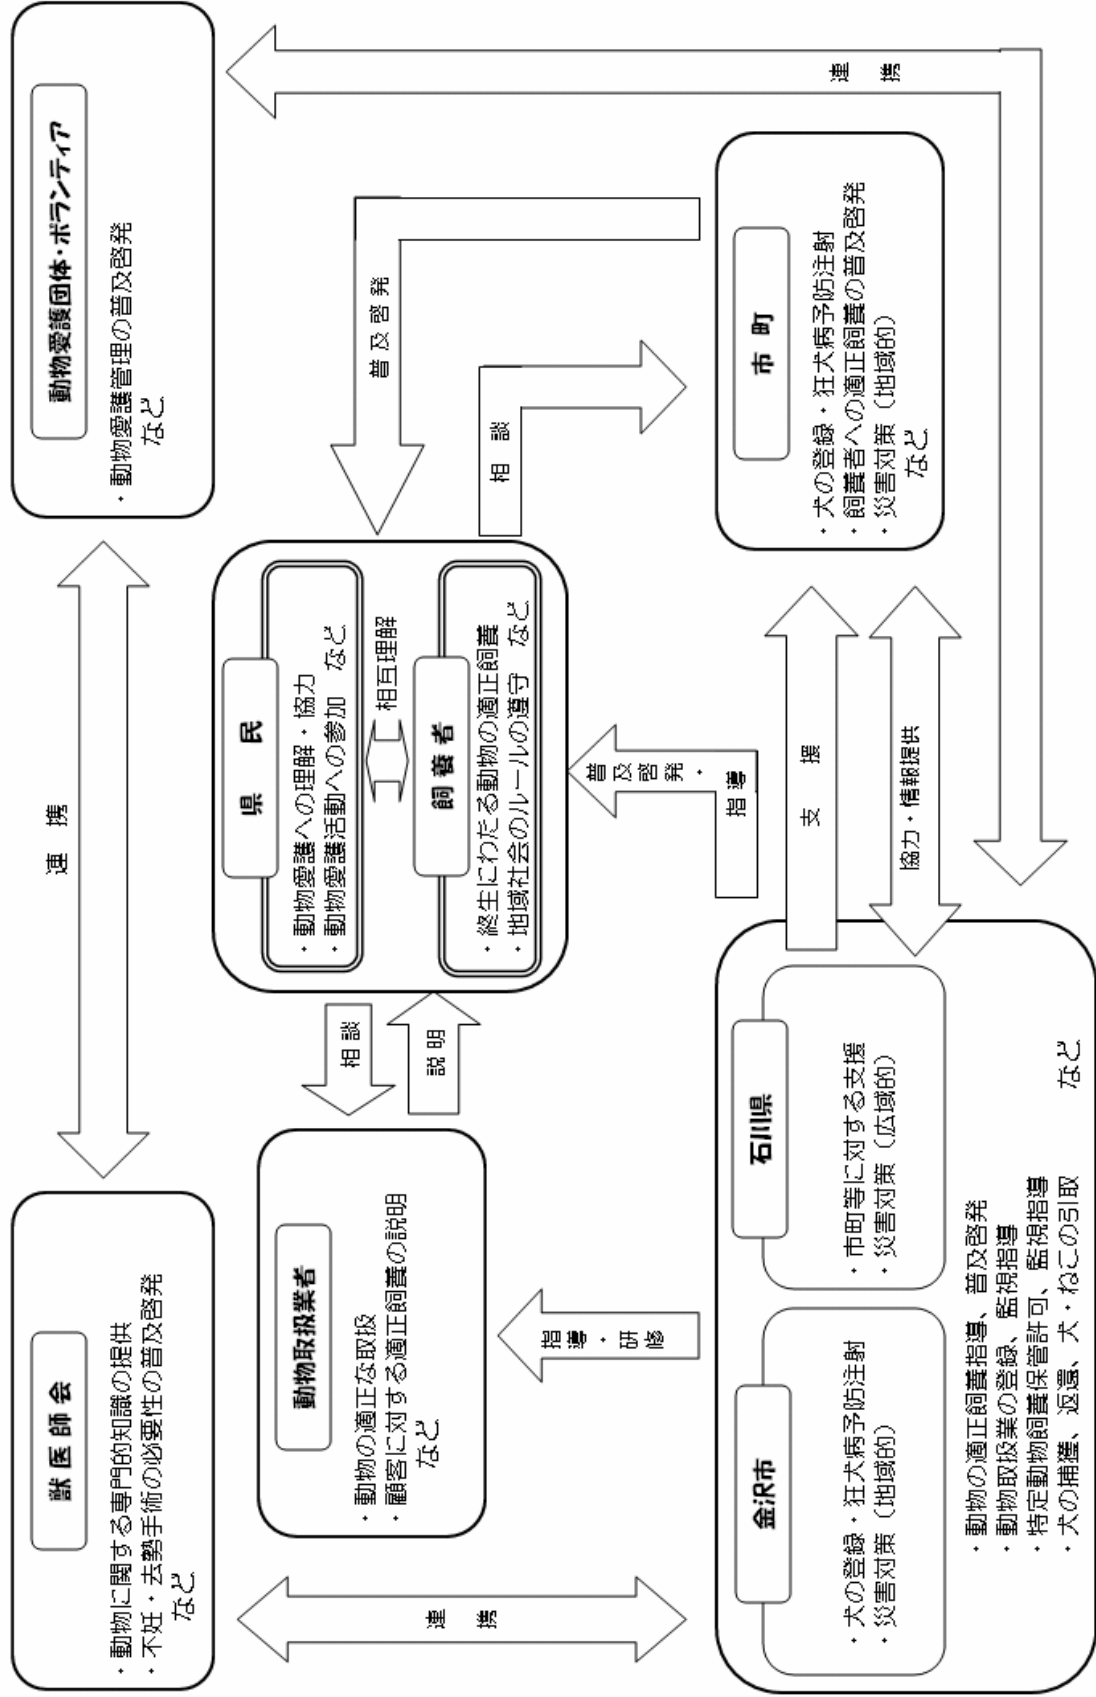 獣医師会
・動物に関する専門的知識の提供
・不妊・去勢手術の必要性の普及啓発
など
連　携
動物愛護団体・ボランティア
・動物愛護管理の普及啓発
など
動物取扱業者
・動物の適正な取扱
・顧客に対する適正飼養の説明
など
相談
説明
県　民
・動物愛護への理解・協力
・動物愛護活動への参加　など
相互理解
飼養者
・終生にわたる動物の適正飼養
・地域社会のルールの遵守　など
普及啓発
相　談
連　携
指導・研修
普及啓発・
指導
市　町
・犬の登録・狂犬病予防注射
・飼養者への適正飼養の普及啓発
・災害対策（地域的）
など
連　携
支　援
協力・情報提供
金沢市
・犬の登録・狂犬病予防注射
・災害対策（地域的）
石川県
・市町等に対する支援
・災害対策（広域的）
・動物の適正飼養指導、普及啓発
・動物取扱業の登録、監視指導
・特定動物飼養保管許可、監視指導
・犬の捕獲、返還、犬・ねこの引取　など